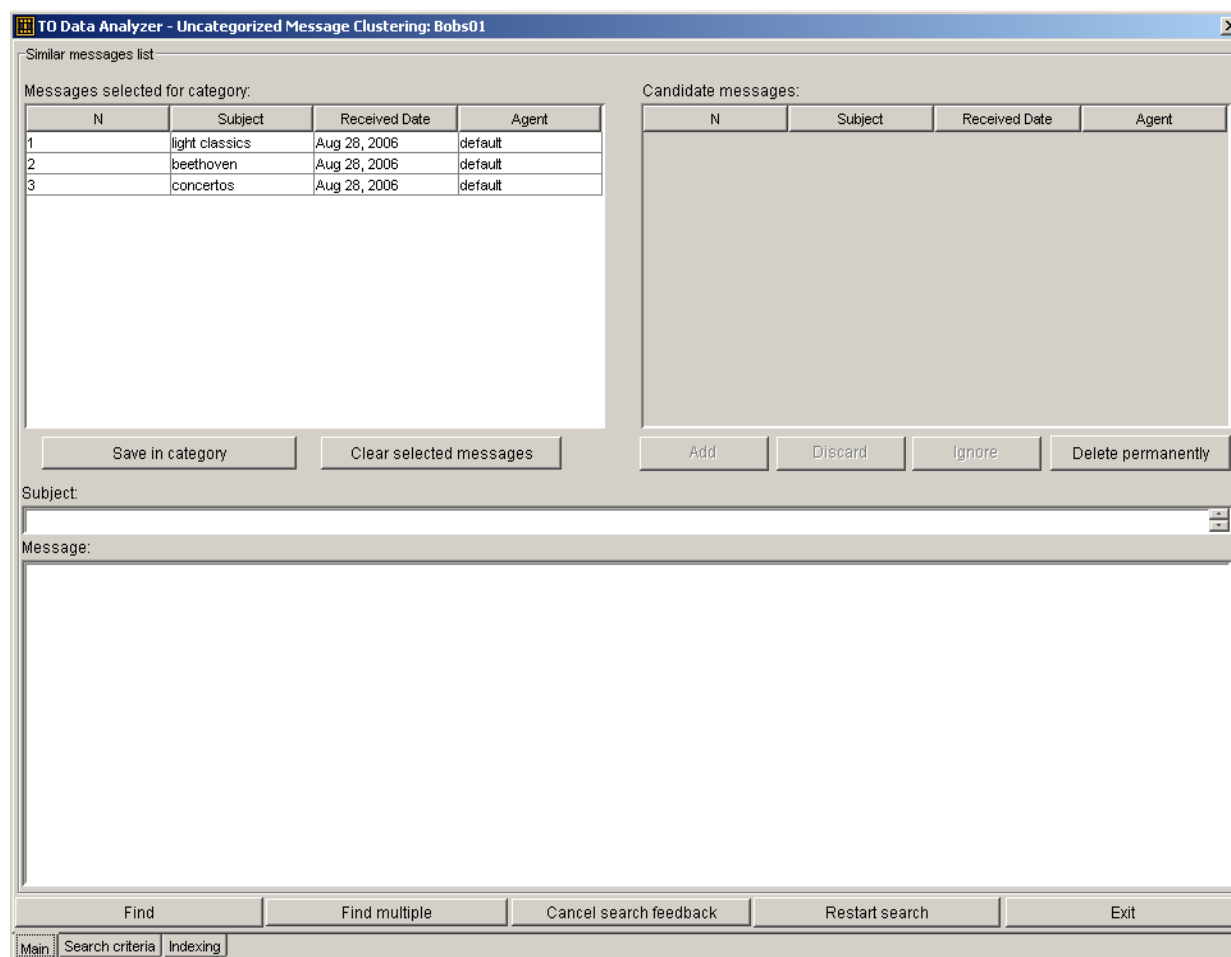 TO Data Analyzer - Uncategorized Message Clustering: Bobs01
Similar messages list
Messages selected for category:
N Subject Received Date Agent
1 light classics Aug 28, 2006 default
2 beethoven Aug 28, 2006 default
3 concertos Aug 28, 2006 default
Save in category Clear selected messages
Candidate messages:
N Subject Received Date Agent
Add Discard Ignore Delete permanently
Subject:
Message:
Find Find multiple Cancel search feedback Restart search Exit
Main Search criteria Indexing